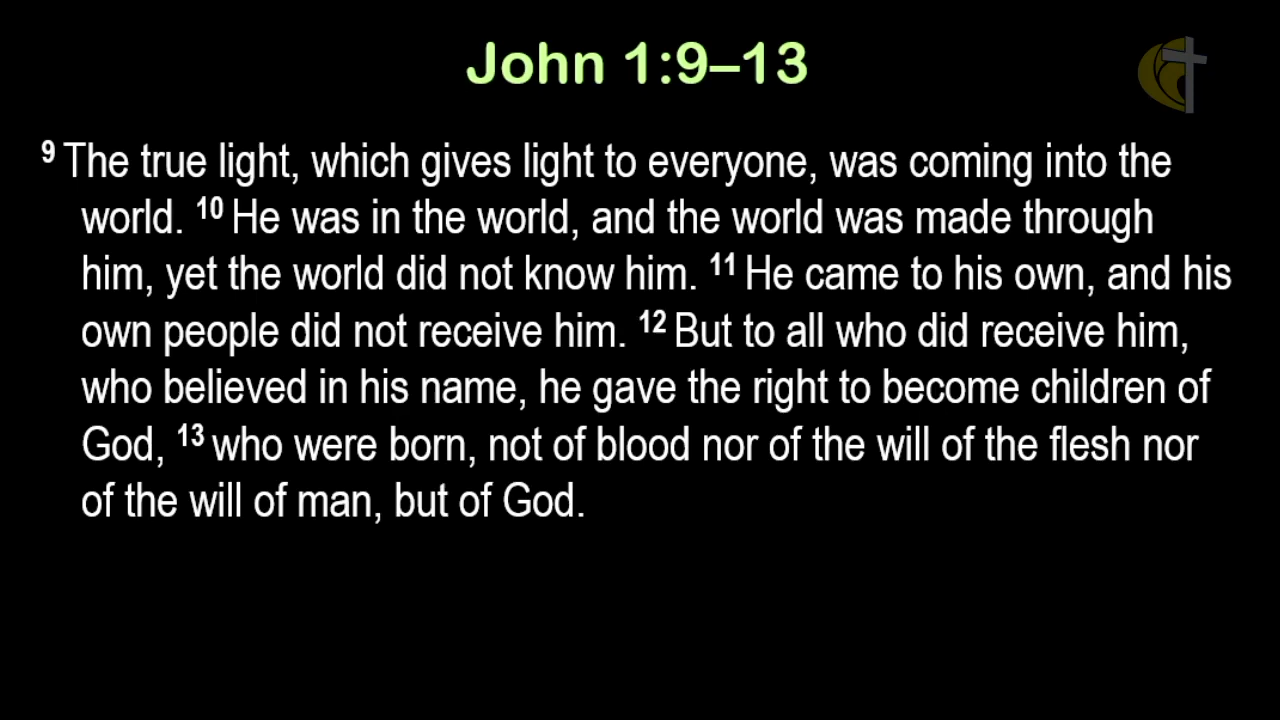 John 1:9–13
9 The true light, which gives light to everyone, was coming into the
world. 10 He was in the world, and the world was made through
him, yet the world did not know him. 11 He came to his own, and his
own people did not receive him. 12 But to all who did receive him,
who believed in his name, he gave the right to become children of
God, 13 who were born, not of blood nor of the will of the flesh nor
of the will of man, but of God.